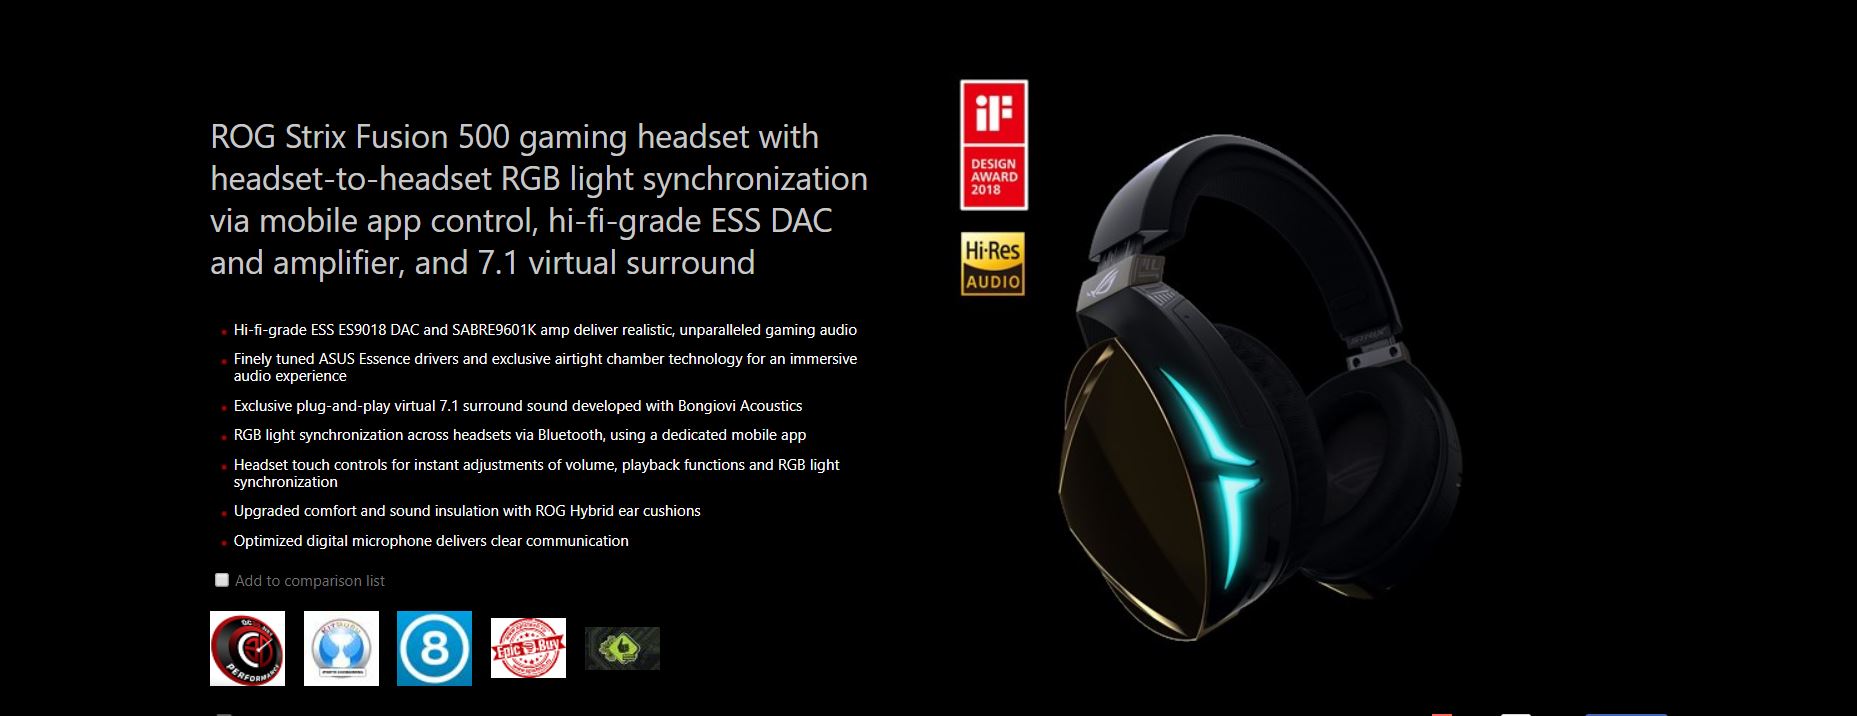 ROG Strix Fusion 500 gaming headset with
headset-to-headset RGB light synchronization
via mobile app control, hi-fi-grade ESS DAC
and amplifier, and 7.1 virtual surround
Hi-fi-grade ESS ES9018 DAC and SABRE9601K amp deliver realistic, unparalleled gaming audio
Finely tuned ASUS Essence drivers and exclusive airtight chamber technology for an immersive
audio experience
Exclusive plug-and-play virtual 7.1 surround sound developed with Bongiovi Acoustics
RGB light synchronization across headsets via Bluetooth, using a dedicated mobile app
Headset touch controls for instant adjustments of volume, playback functions and RGB light
synchronization
Upgraded comfort and sound insulation with ROG Hybrid ear cushions
Optimized digital microphone delivers clear communication
Add to comparison list
PERFORMANCE
KITGURU
8
Epic Buy
iF
DESIGN
AWARD
2018
Hi-Res
AUDIO